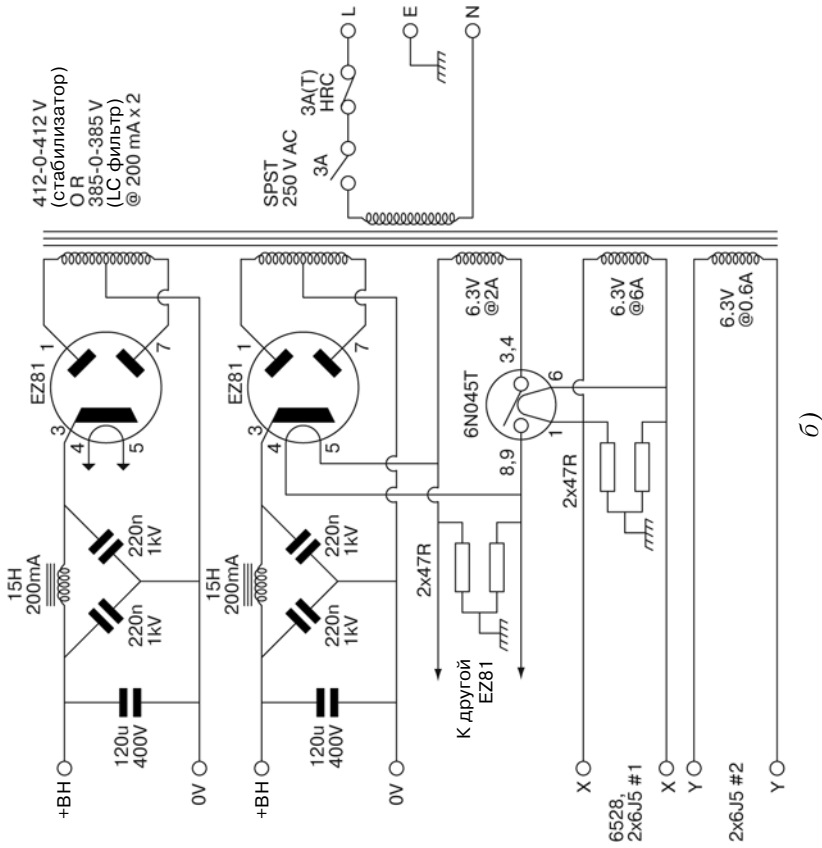 412-0-412 V
(стабилизатор)
O R
385-0-385 V
(LC фильтр)
@ 200 mA x 2
SPST
250 V AC
3A
3A(T)
HRC
L
E
N
EZ81
1
7
3
4
5
15H
200mA
220n
1kV
220n
1kV
120u
400V
+BH
0V
EZ81
1
7
3
4
5
15H
200mA
220n
1kV
220n
1kV
120u
400V
+BH
0V
6.3V
@2A
2x47R
К другой
EZ81
6N045T
3,4
8,9
1
6
6.3V
@6A
2x47R
X
6528,
2x6J5 #1
X
6.3V
@0.6A
Y
2x6J5 #2
Y
б)